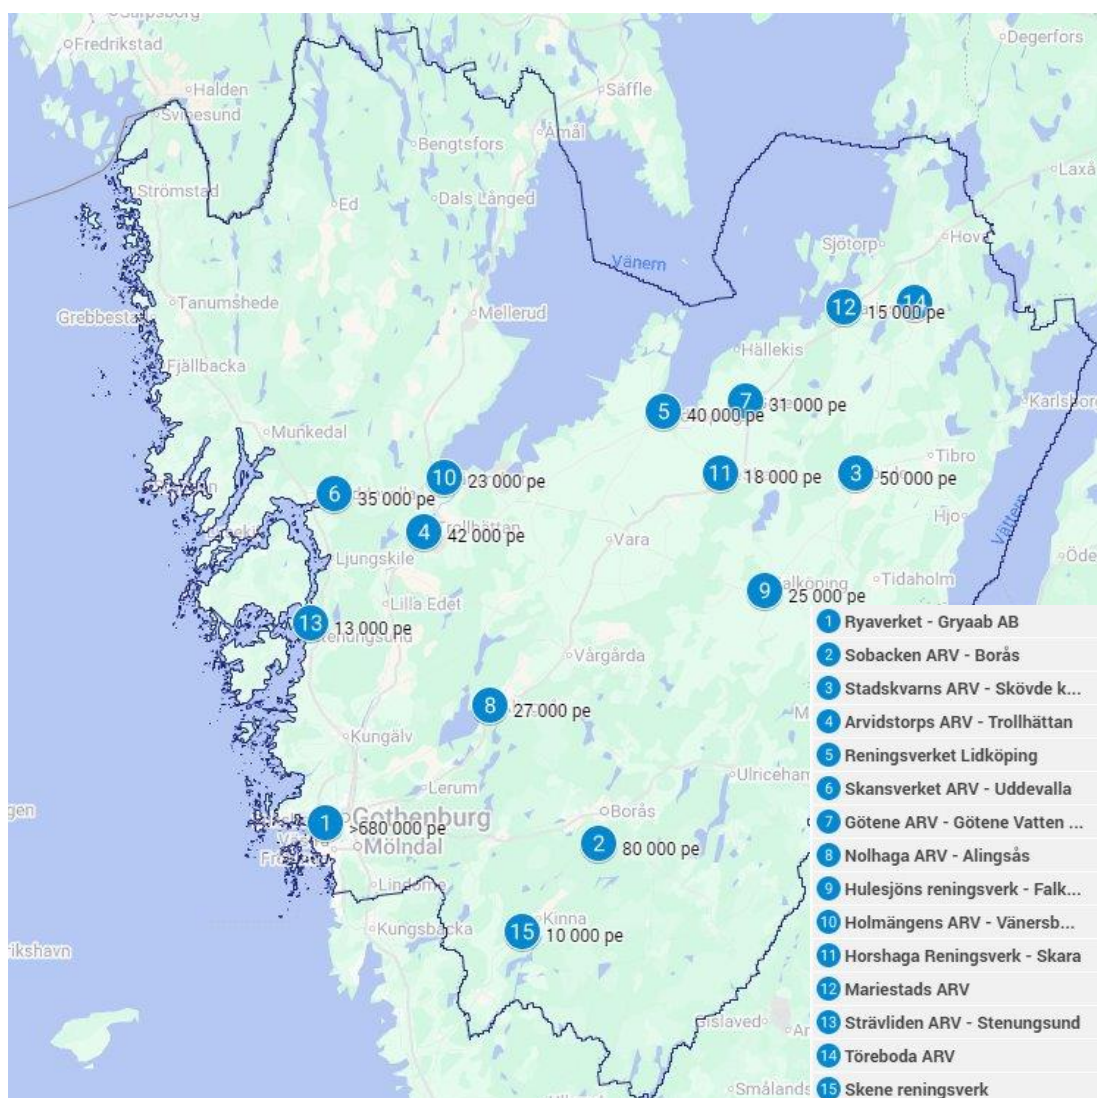 Fredrikstad
Degerfors
Halden
Säffle
Svinesund
Åmål
Bengtsfors
Laxå
Strömstad
Ed
Dals Långed
Sjötorp
Hova
Vänern
12
14
15 000 pe
Tanumshede
Mellerud
Hällekis
Fjällbacka
7
31 000 pe
5
40 000 pe
Munkedal
Tibro
10
23 000 pe
11
18 000 pe
3
50 000 pe
6
35 000 pe
Hjo
4
Trollhättan
42 000 pe
Vara
Vättern
Ljungskile
Tidaholm
9
25 000 pe
Lilla Edet
13
13 000 pe
Vårgårda
8
27 000 pe
Kungälv
Lerum
Borås
1
Gothenburg
>680 000 pe
Mölndal
2
80 000 pe
Lindome
Kungsbacka
15
Kinna
10 000 pe
1 Ryaverket - Gryaab AB
2 Sobacken ARV - Borås
3 Stadskvarns ARV - Skövde k...
4 Arvidstorps ARV - Trollhättan
5 Reningsverket Lidköping
6 Skansverket ARV - Uddevalla
7 Götene ARV - Götene Vatten ...
8 Nolhaga ARV - Alingsås
9 Hulesjöns reningsverk - Falk...
10 Holmängens ARV - Vänersb...
11 Horshaga Reningsverk - Skara
12 Mariestads ARV
13 Strävliden ARV - Stenungsund
14 Töreboda ARV
15 Skene reningsverk